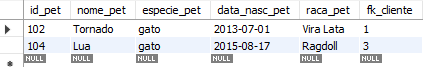 id_pet nome_pet especie_pet data_nasc_pet raca_pet fk_cliente
102 Tornado gato 2013-07-01 Vira Lata 1
104 Lua gato 2015-08-17 Ragdoll 3
NULL NULL NULL NULL NULL NULL